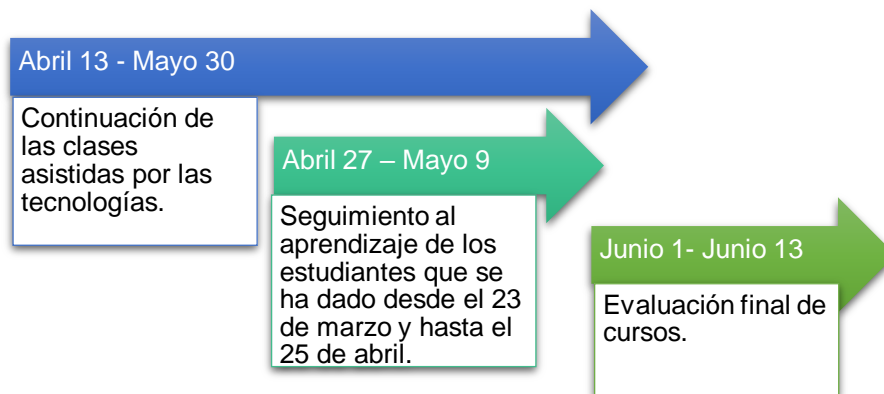 Abril 13 - Mayo 30
Continuación de
las clases
asistidas por las
tecnologías.
Abril 27 – Mayo 9
Seguimiento al
aprendizaje de los
estudiantes que se
ha dado desde el 23
de marzo y hasta el
25 de abril.
Junio 1- Junio 13
Evaluación final de
cursos.